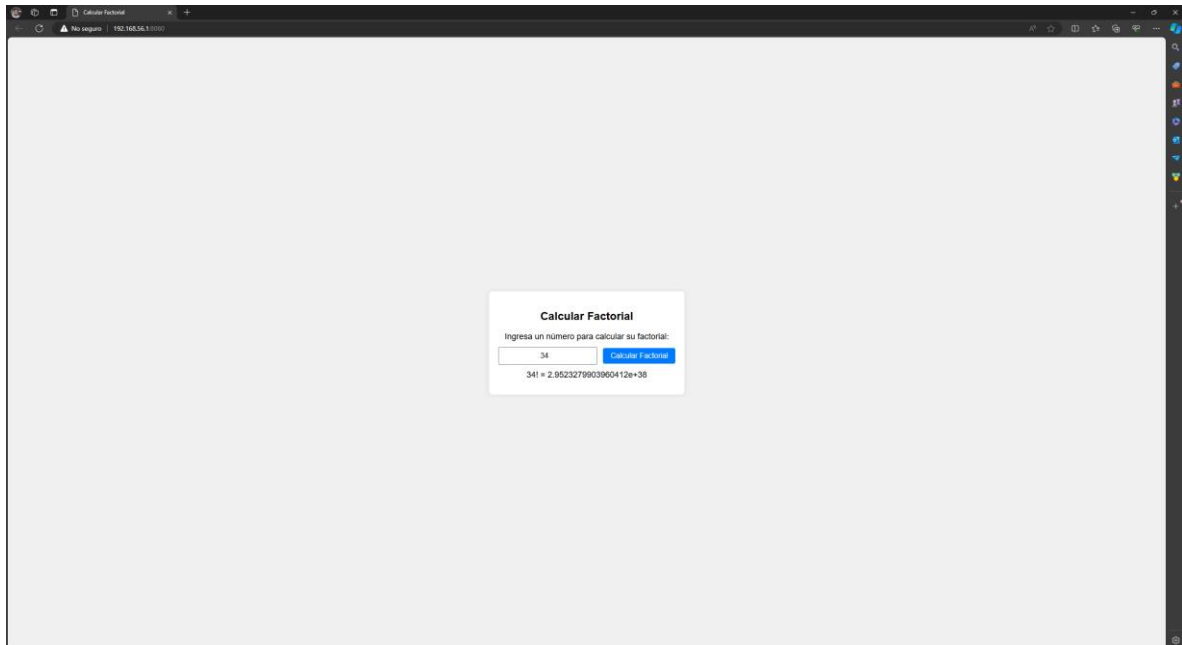 Calcular Factorial
No seguro | 192.168.56.1:8080
Calcular Factorial
Ingresa un número para calcular su factorial:
34 Calcular Factorial
34! = 2.9523279903960412e+38